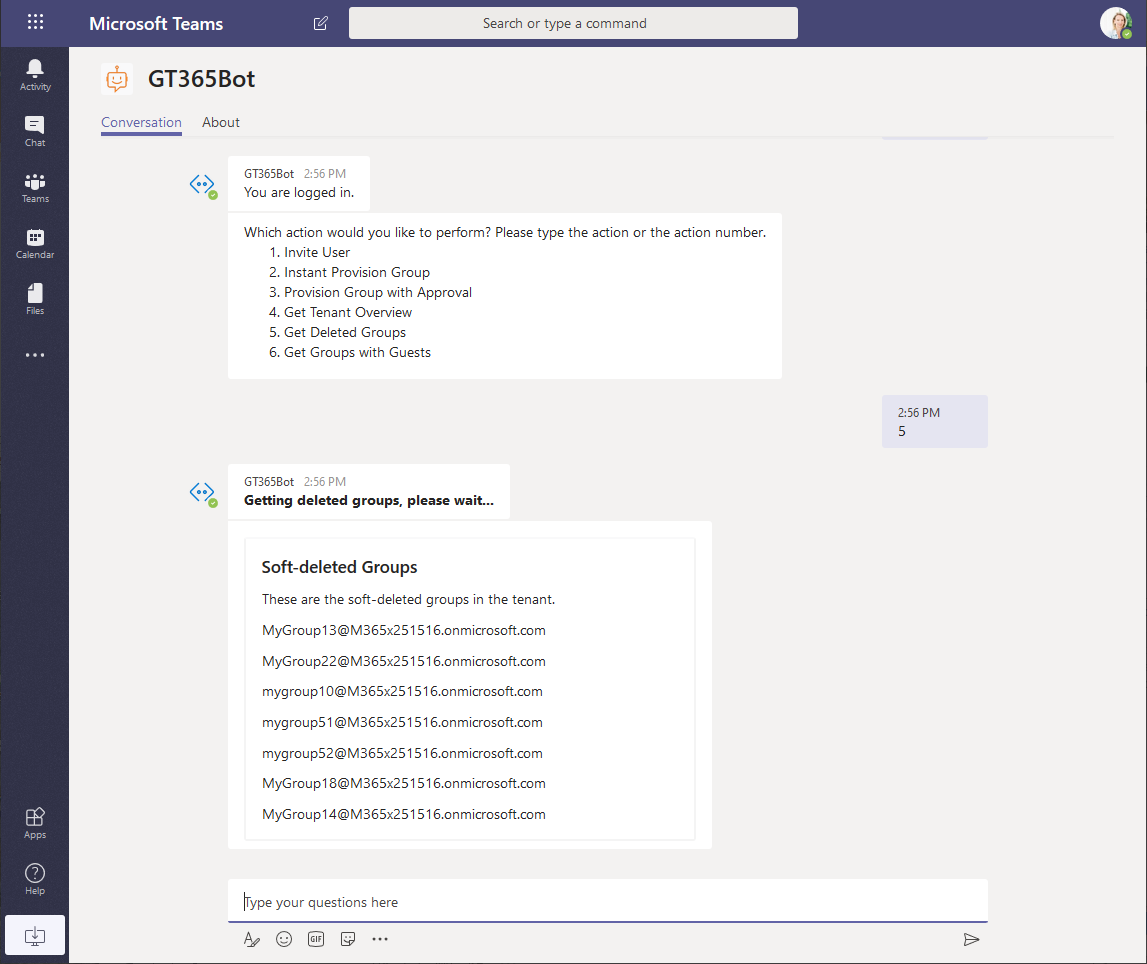 Microsoft Teams
Search or type a command
Activity
Chat
Teams
Calendar
Files
Apps
Help
GT365Bot
Conversation About
GT365Bot 2:56 PM
You are logged in.
Which action would you like to perform? Please type the action or the action number.
1. Invite User
2. Instant Provision Group
3. Provision Group with Approval
4. Get Tenant Overview
5. Get Deleted Groups
6. Get Groups with Guests
2:56 PM
5
GT365Bot 2:56 PM
Getting deleted groups, please wait...
Soft-deleted Groups
These are the soft-deleted groups in the tenant.
MyGroup13@M365x251516.onmicrosoft.com
MyGroup22@M365x251516.onmicrosoft.com
mygroup10@M365x251516.onmicrosoft.com
mygroup51@M365x251516.onmicrosoft.com
mygroup52@M365x251516.onmicrosoft.com
MyGroup18@M365x251516.onmicrosoft.com
MyGroup14@M365x251516.onmicrosoft.com
Type your questions here
GIF